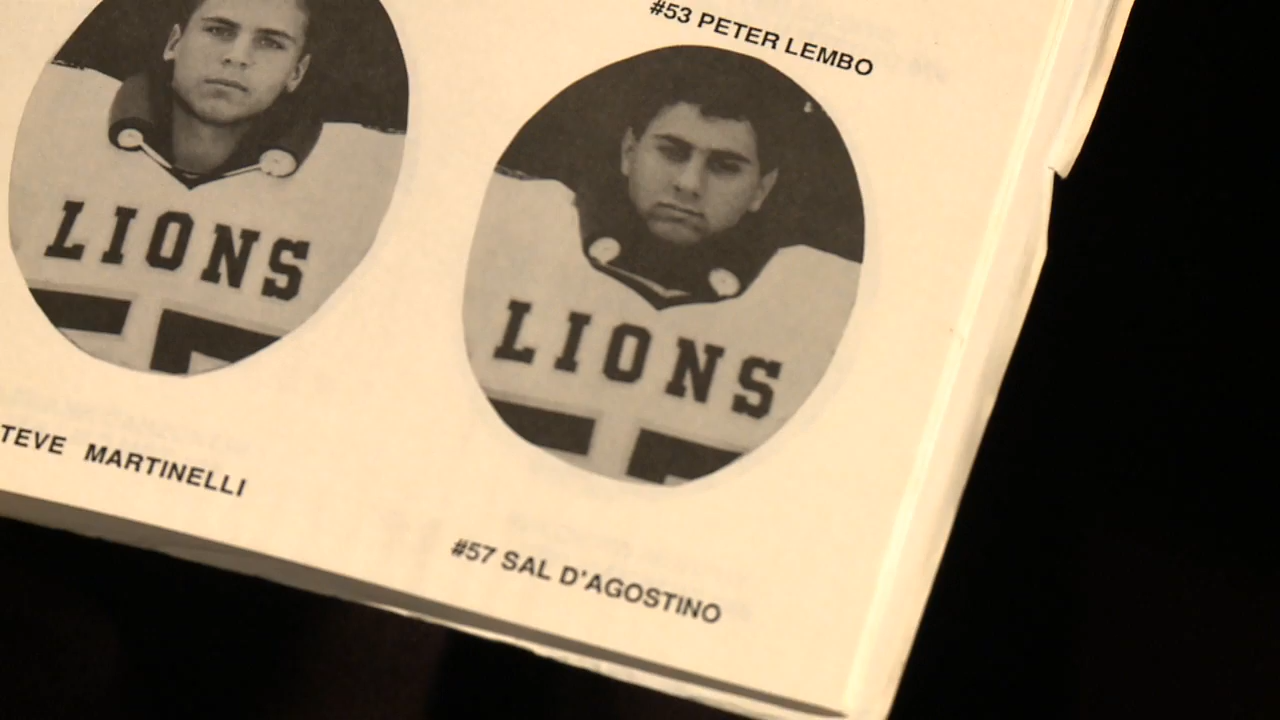 #53 PETER LEMBO
LIONS
LIONS
TEVE MARTINELLI
#57 SAL D'AGOSTINO